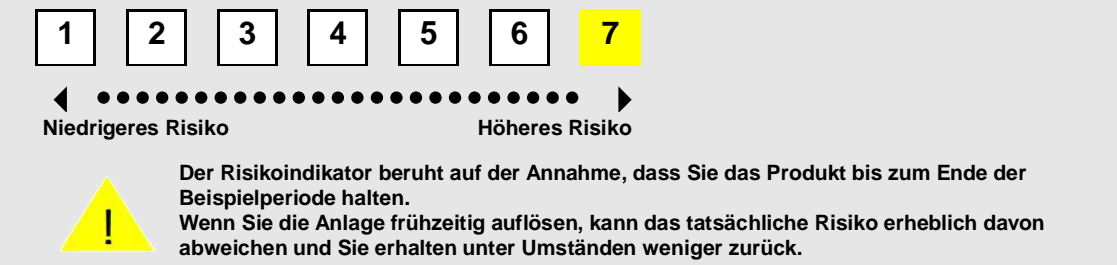 1 2 3 4 5 6 7
Niedrigeres Risiko Höheres Risiko
Der Risikoindikator beruht auf der Annahme, dass Sie das Produkt bis zum Ende der
Beispielperiode halten.
Wenn Sie die Anlage frühzeitig auflösen, kann das tatsächliche Risiko erheblich davon
abweichen und Sie erhalten unter Umständen weniger zurück.
!